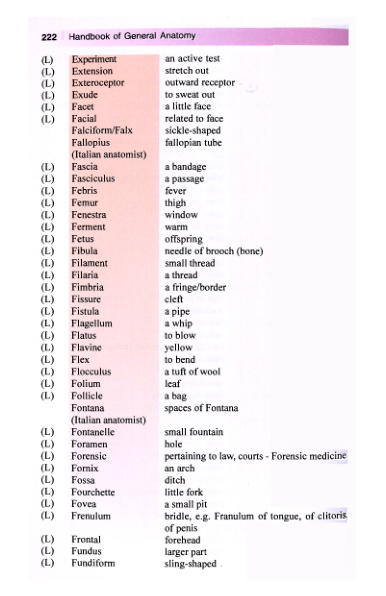 222 Handbook of General Anatomy
(L) Experiment an active test
(L) Extension stretch out
(L) Exteroceptor outward receptor
(L) Exude to sweat out
(L) Facet a little face
(L) Facial related to face
Falciform/Falx sickle-shaped
Fallopius fallopian tube
(Italian anatomist)
(L) Fascia a bandage
(L) Fasciculus a passage
(L) Febris fever
(L) Femur thigh
(L) Fenestra window
(L) Ferment warm
(L) Fetus offspring
(L) Fibula needle of brooch (bone)
(L) Filament small thread
(L) Filaria a thread
(L) Fimbria a fringe/border
(L) Fissure cleft
(L) Fistula a pipe
(L) Flagellum a whip
(L) Flatus to blow
(L) Flavine yellow
(L) Flex to bend
(L) Flocculus a tuft of wool
(L) Folium leaf
(L) Follicle a bag
Fontana spaces of Fontana
(Italian anatomist)
(L) Fontanelle small fountain
(L) Foramen hole
(L) Forensic pertaining to law, courts - Forensic medicine
(L) Fornix an arch
(L) Fossa ditch
(L) Fourchette little fork
(L) Fovea a small pit
(L) Frenulum bridle, e.g. Franulum of tongue, of clitoris,
of penis
(L) Frontal forehead
(L) Fundus larger part
(L) Fundiform sling-shaped